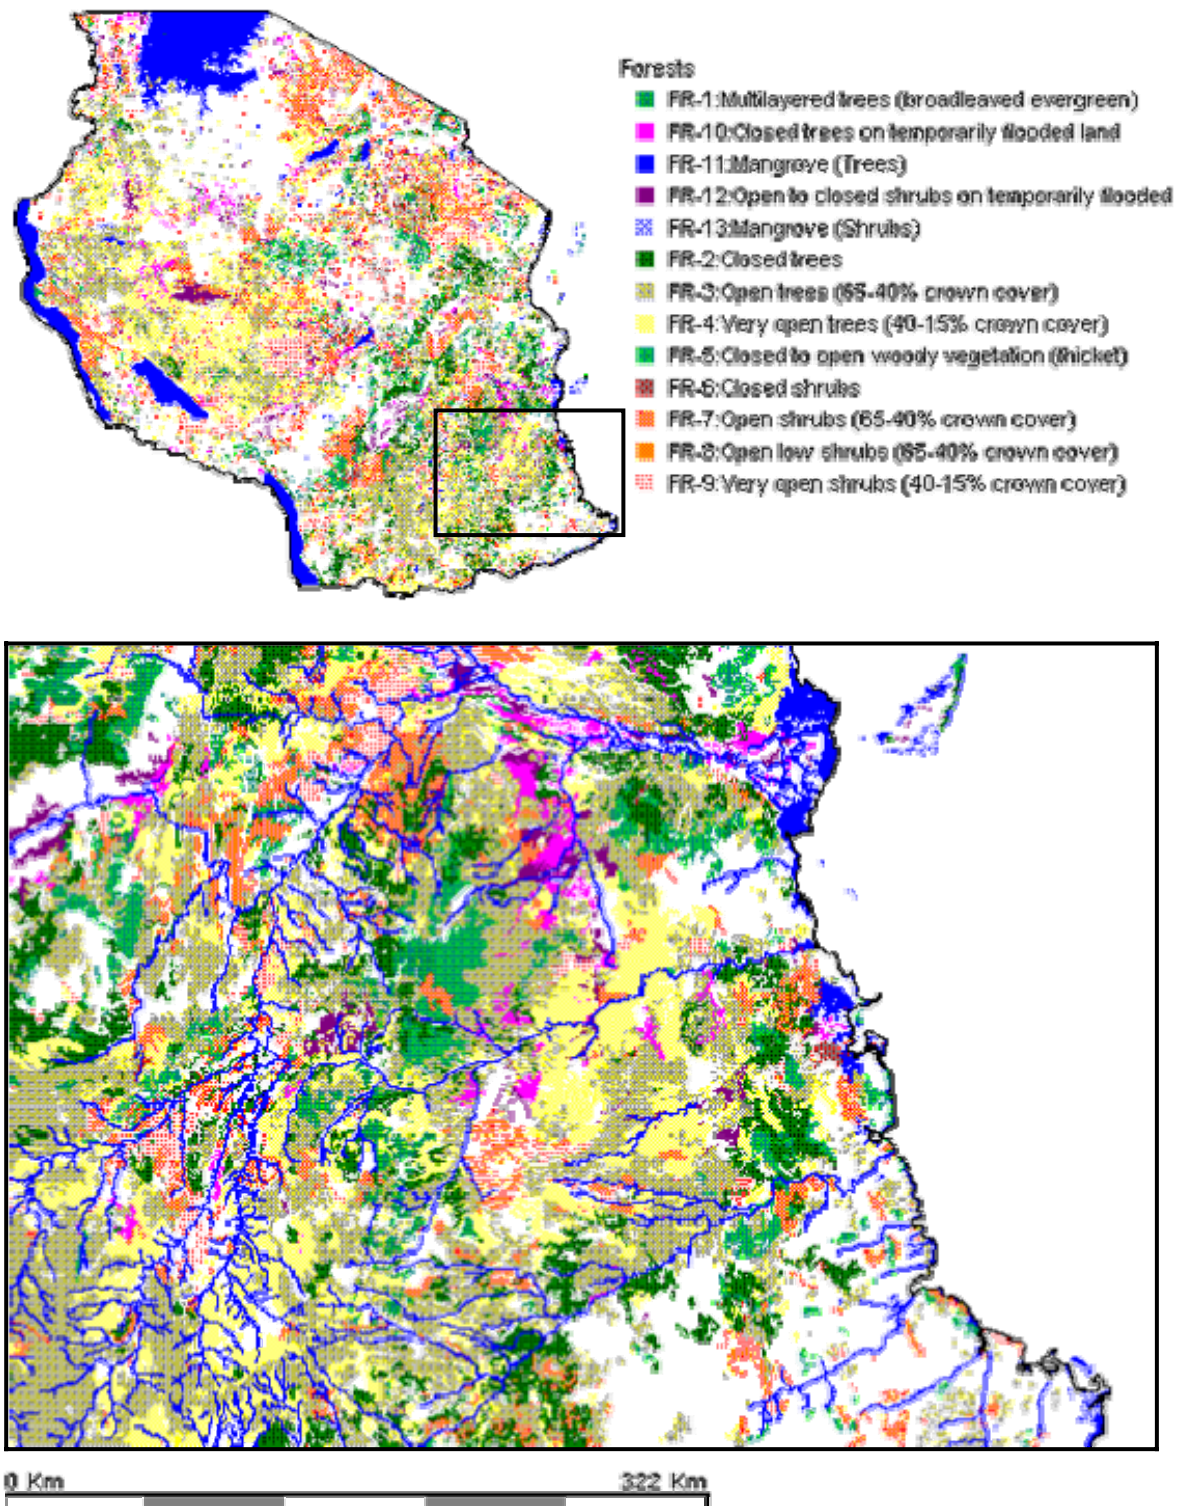 Forests
FR-1:Multilayered trees (broadleaved evergreen)
FR-10:Closed trees on temporarily flooded land
FR-11:Mangrove (Trees)
FR-12:Open to closed shrubs on temporarily flooded
FR-13:Mangrove (Shrubs)
FR-2:Closed trees
FR-3:Open trees (65-40% crown cover)
FR-4:Very open trees (40-15% crown cover)
FR-5:Closed to open woody vegetation (thicket)
FR-6:Closed shrubs
FR-7:Open shrubs (65-40% crown cover)
FR-8:Open low shrubs (65-40% crown cover)
FR-9:Very open shrubs (40-15% crown cover)
0 Km 322 Km